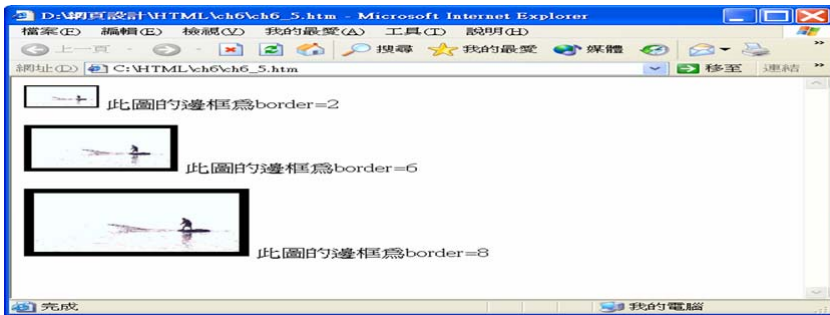 D:\網頁設計\HTML\ch6\ch6_5.htm - Microsoft Internet Explorer
檔案(F) 編輯(E) 檢視(V) 我的最愛(A) 工具(T) 說明(H)
上一頁 搜尋 我的最愛 媒體
網址(D) C:\HTML\ch6\ch6_5.htm 移至 連結
此圖的邊框為border=2
此圖的邊框為border=6
此圖的邊框為border=8
完成 我的電腦